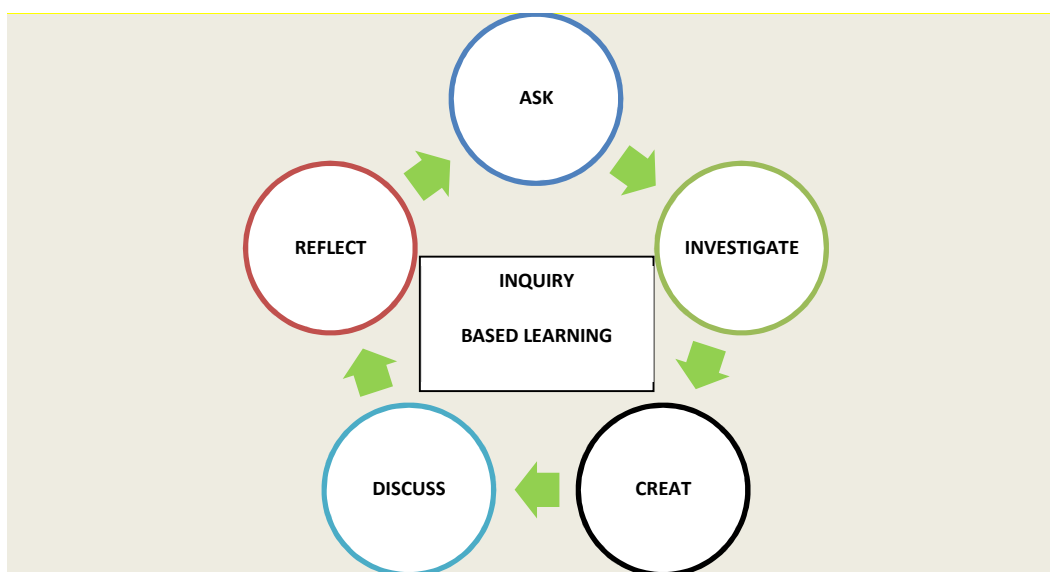 ASK
REFLECT
INVESTIGATE
INQUIRY
BASED LEARNING
DISCUSS
CREAT